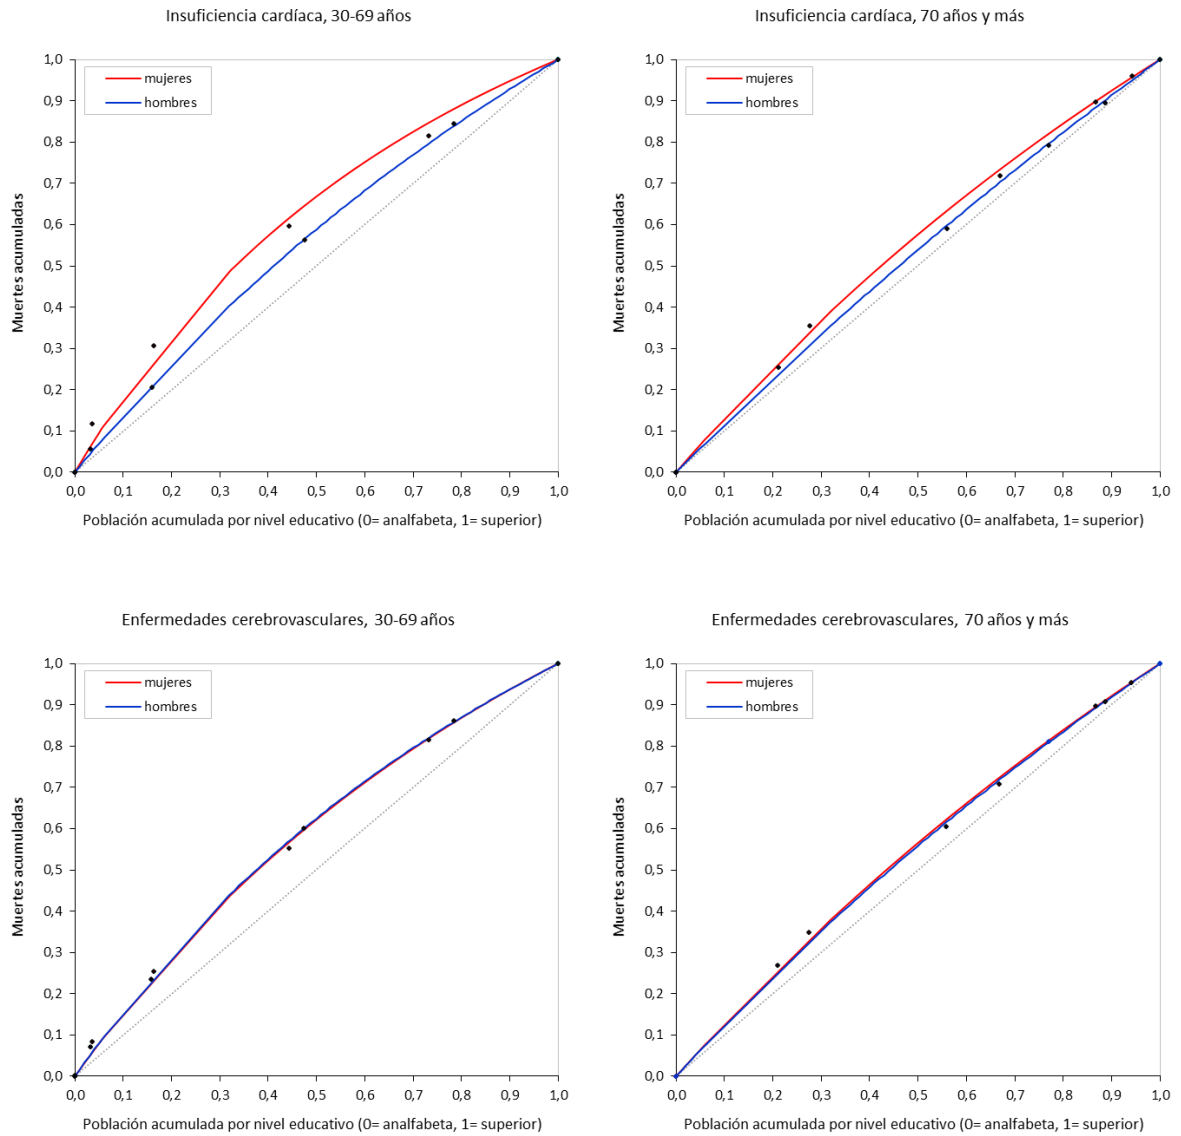 Insuficiencia cardíaca, 30-69 años
1,0
0,9
0,8
0,7
0,6
0,5
0,4
0,3
0,2
0,1
0,0
mujeres
hombres
Muertes acumuladas
0,0 0,1 0,2 0,3 0,4 0,5 0,6 0,7 0,8 0,9 1,0
Población acumulada por nivel educativo (0= analfabeta, 1= superior)
Insuficiencia cardíaca, 70 años y más
1,0
0,9
0,8
0,7
0,6
0,5
0,4
0,3
0,2
0,1
0,0
mujeres
hombres
Muertes acumuladas
0,0 0,1 0,2 0,3 0,4 0,5 0,6 0,7 0,8 0,9 1,0
Población acumulada por nivel educativo (0= analfabeta, 1= superior)
Enfermedades cerebrovasculares, 30-69 años
1,0
0,9
0,8
0,7
0,6
0,5
0,4
0,3
0,2
0,1
0,0
mujeres
hombres
Muertes acumuladas
0,0 0,1 0,2 0,3 0,4 0,5 0,6 0,7 0,8 0,9 1,0
Población acumulada por nivel educativo (0= analfabeta, 1= superior)
Enfermedades cerebrovasculares, 70 años y más
1,0
0,9
0,8
0,7
0,6
0,5
0,4
0,3
0,2
0,1
0,0
mujeres
hombres
Muertes acumuladas
0,0 0,1 0,2 0,3 0,4 0,5 0,6 0,7 0,8 0,9 1,0
Población acumulada por nivel educativo (0= analfabeta, 1= superior)